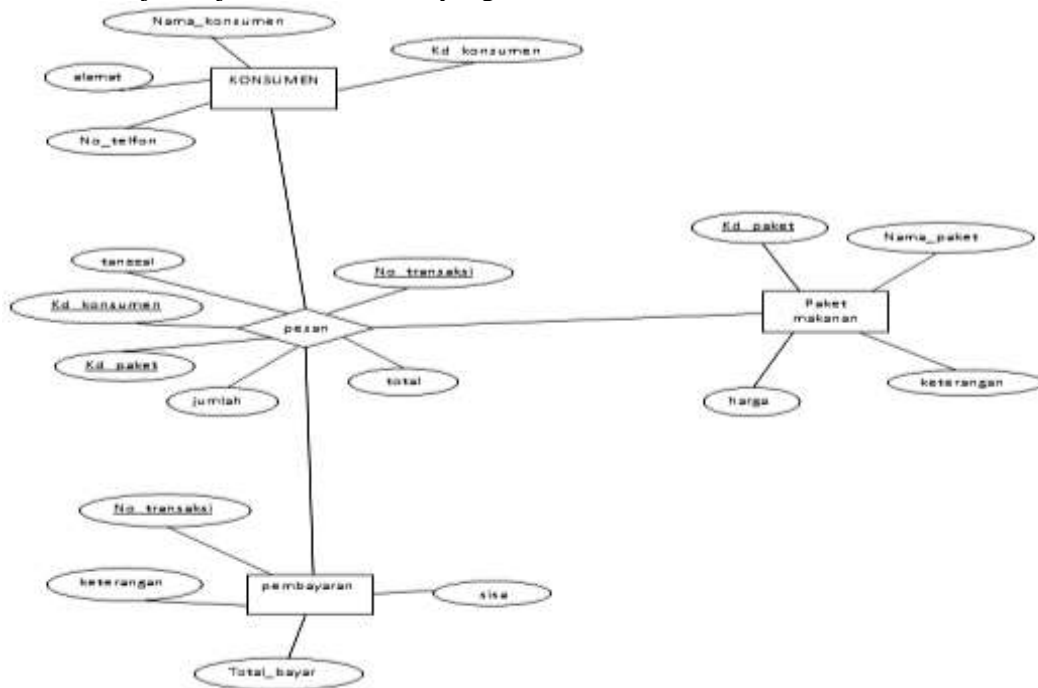 Nama_konsumen
Kd_konsumen
alamat
KONSUMEN
No_telfon
Kd_paket
Nama_paket
tanggal
No_transaksi
Kd_konsumen
Paket
makanan
pesan
Kd_paket
total
keterangan
jumlah
harga
No_transaksi
keterangan
pembayaran
sisa
Total_bayar